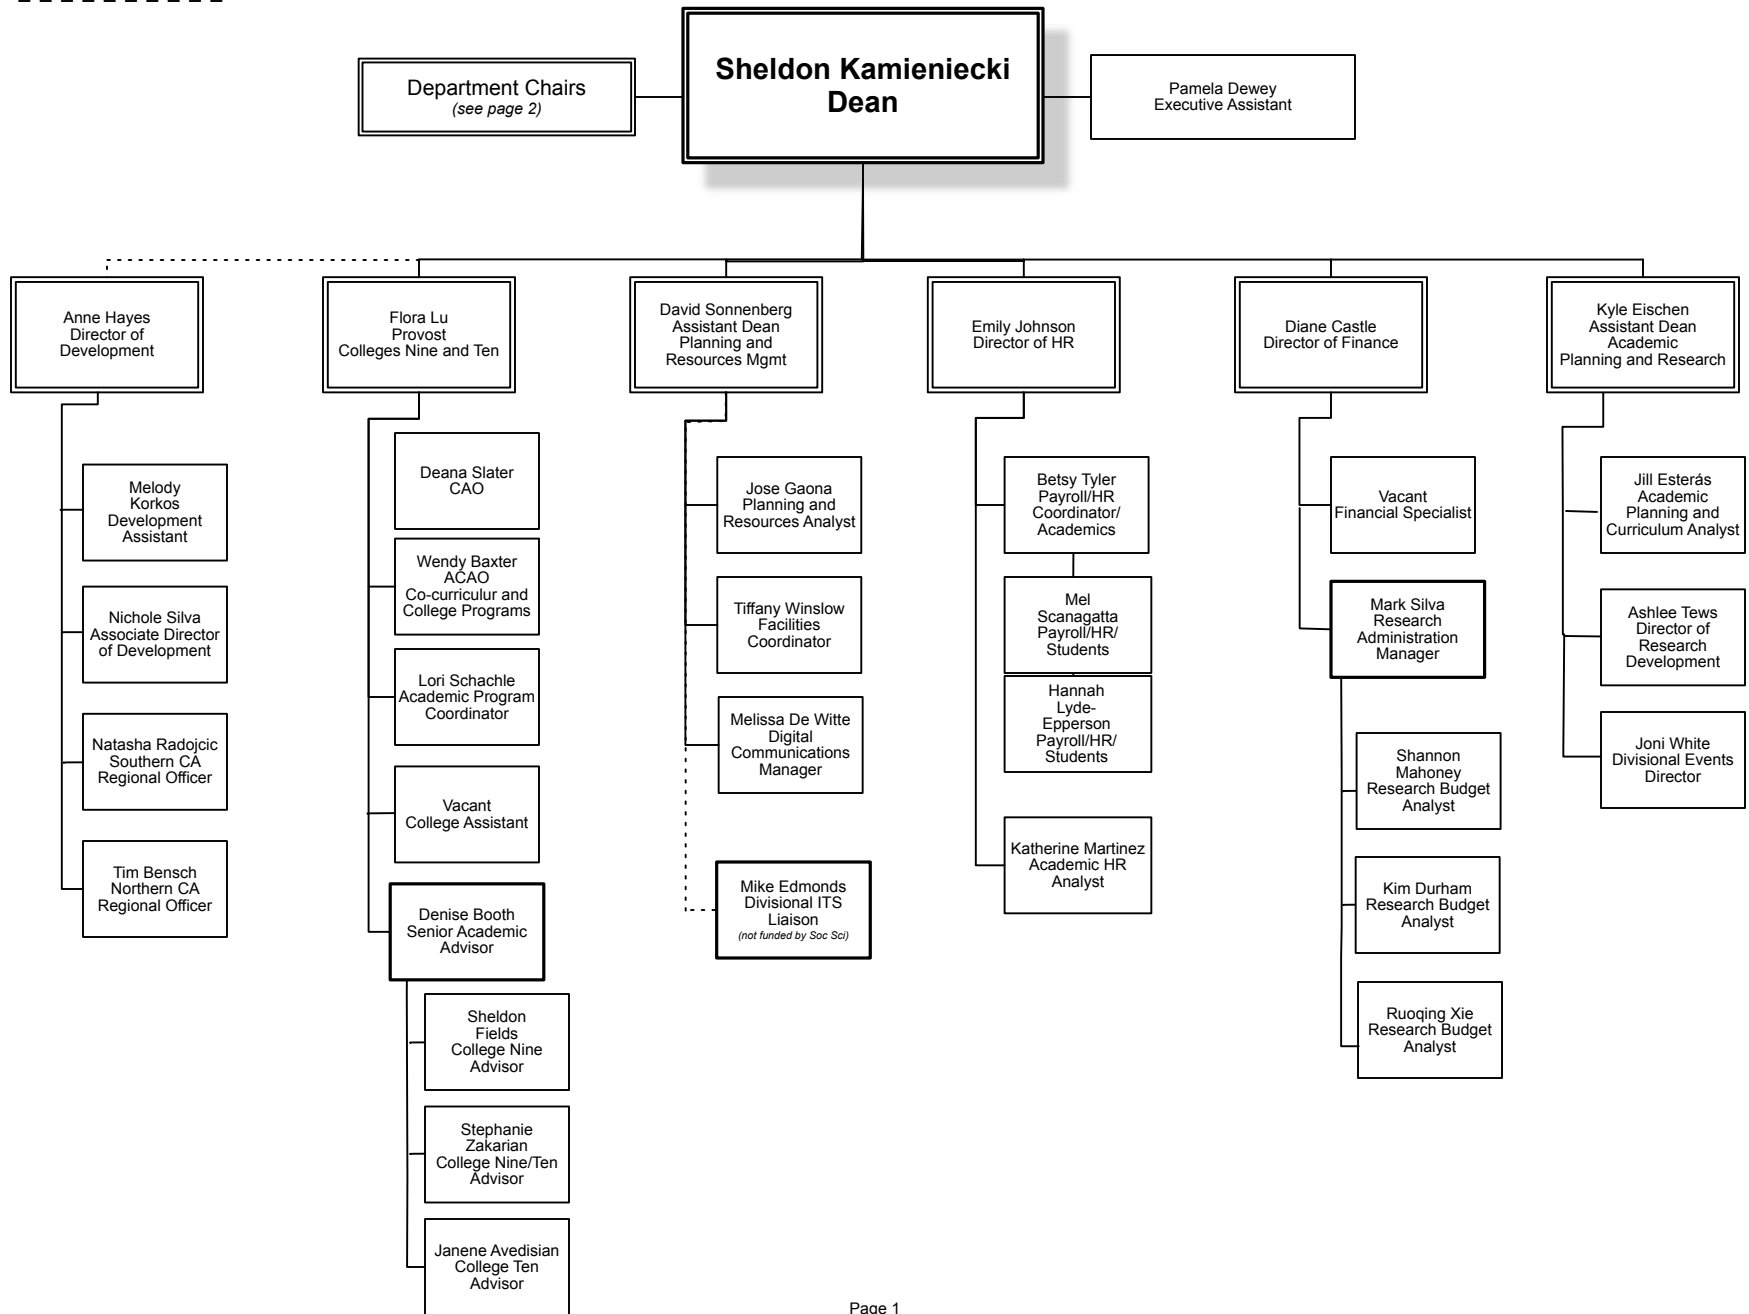 Sheldon Kamieniecki
Dean
Department Chairs
(see page 2)
Pamela Dewey
Executive Assistant
Anne Hayes
Director of
Development
Flora Lu
Provost
Colleges Nine and Ten
David Sonnenberg
Assistant Dean
Planning and
Resources Mgmt
Emily Johnson
Director of HR
Diane Castle
Director of Finance
Kyle Eischen
Assistant Dean
Academic
Planning and Research
Melody
Korkos
Development
Assistant
Nichole Silva
Associate Director
of Development
Natasha Radojcic
Southern CA
Regional Officer
Tim Bensch
Northern CA
Regional Officer
Deana Slater
CAO
Wendy Baxter
ACAO
Co-curriculur and
College Programs
Lori Schachle
Academic Program
Coordinator
Vacant
College Assistant
Denise Booth
Senior Academic
Advisor
Sheldon
Fields
College Nine
Advisor
Stephanie
Zakarian
College Nine/Ten
Advisor
Janene Avedisian
College Ten
Advisor
Jose Gaona
Planning and
Resources Analyst
Tiffany Winslow
Facilities
Coordinator
Melissa De Witte
Digital
Communications
Manager
Mike Edmonds
Divisional ITS
Liaison
(not funded by Soc Sci)
Betsy Tyler
Payroll/HR
Coordinator/
Academics
Mel
Scanagatta
Payroll/HR/
Students
Hannah
Lyde-
Epperson
Payroll/HR/
Students
Katherine Martinez
Academic HR
Analyst
Vacant
Financial Specialist
Mark Silva
Research
Administration
Manager
Shannon
Mahoney
Research Budget
Analyst
Kim Durham
Research Budget
Analyst
Ruoqing Xie
Research Budget
Analyst
Jill Esterás
Academic
Planning and
Curriculum Analyst
Ashlee Tews
Director of
Research
Development
Joni White
Divisional Events
Director
Page 1